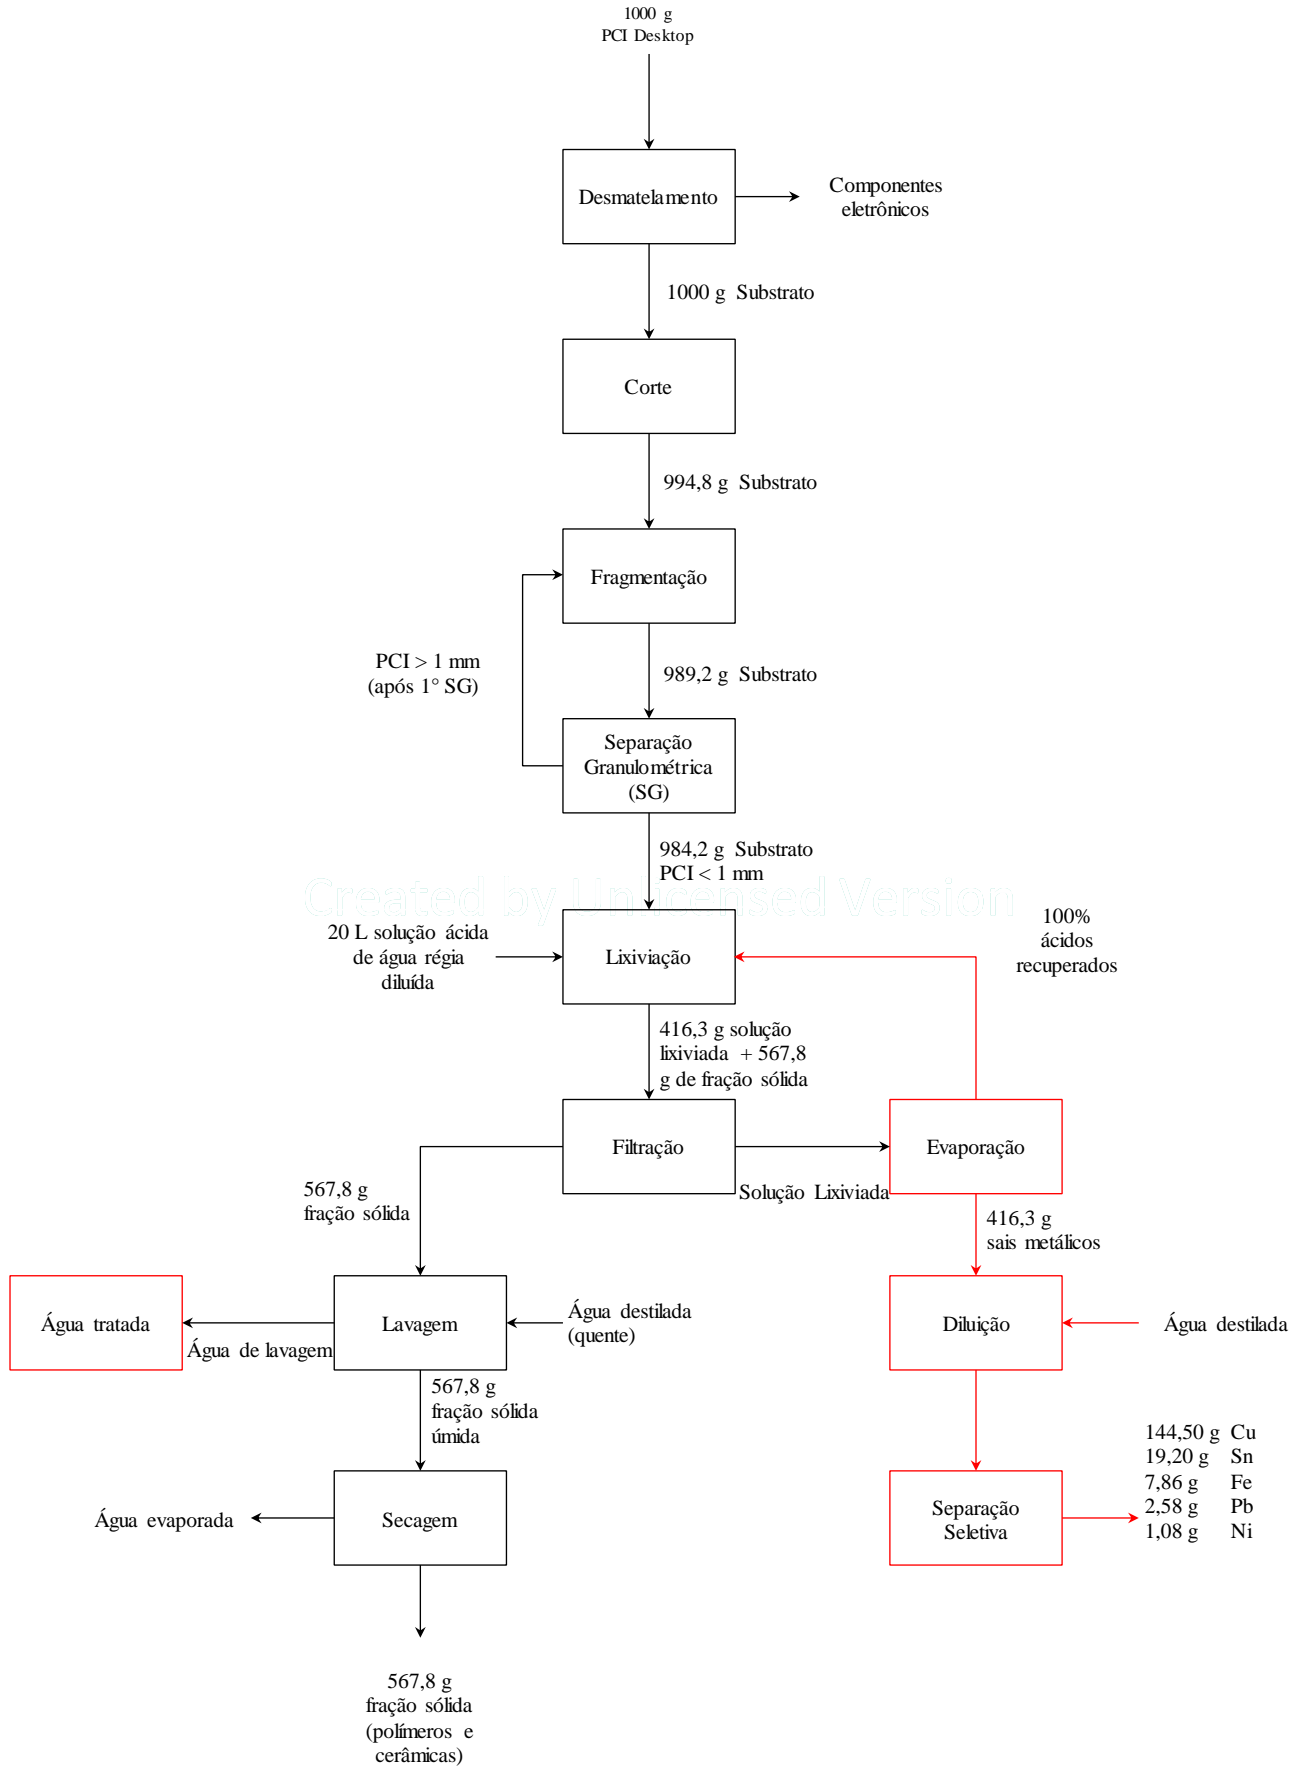 1000 g
PCI Desktop
Desmatelamento
Componentes
eletrônicos
1000 g Substrato
Corte
994,8 g Substrato
Fragmentação
PCI > 1 mm
(após 1° SG)
989,2 g Substrato
Separação
Granulométrica
(SG)
984,2 g Substrato
PCI < 1 mm
Created by Unlicensed Version
20 L solução ácida
de água régia
diluída
Lixiviação
100%
ácidos
recuperados
416,3 g solução
lixiviada + 567,8
g de fração sólida
Filtração
Evaporação
Solução Lixiviada
567,8 g
fração sólida
416,3 g
sais metálicos
Água tratada
Água de lavagem
Lavagem
Água destilada
(quente)
Diluição
Água destilada
567,8 g
fração sólida
úmida
144,50 g Cu
19,20 g Sn
7,86 g Fe
2,58 g Pb
1,08 g Ni
Água evaporada
Secagem
Separação
Seletiva
567,8 g
fração sólida
(polímeros e
cerâmicas)